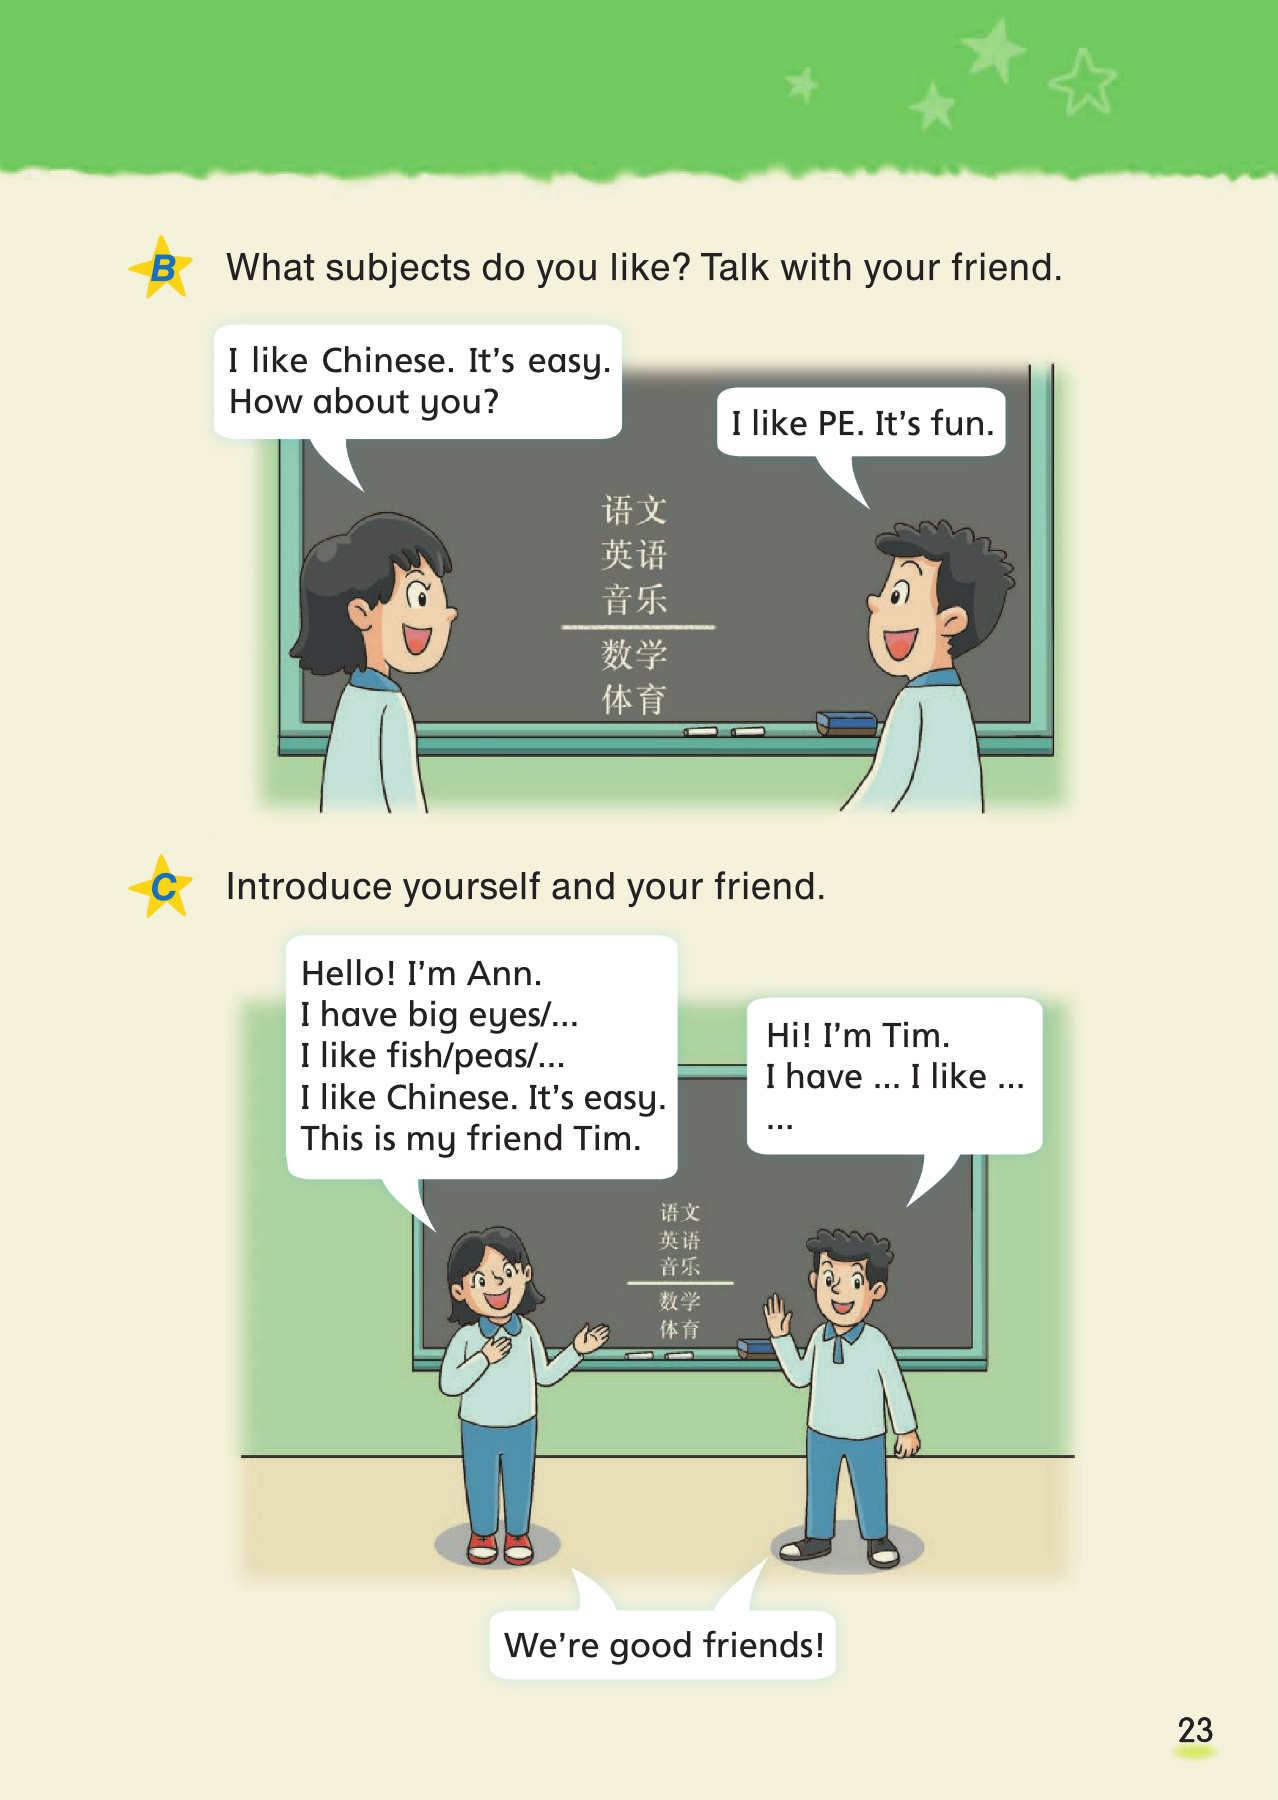 B What subjects do you like? Talk with your friend.
I like Chinese. It's easy.
How about you?
I like PE. It's fun.
语文
英语
音乐
数学
体育
C Introduce yourself and your friend.
Hello! I'm Ann.
I have big eyes/...
I like fish/peas/...
I like Chinese. It's easy.
This is my friend Tim.
Hi! I'm Tim.
I have ... I like ...
...
语文
英语
音乐
数学
体育
We're good friends!
23